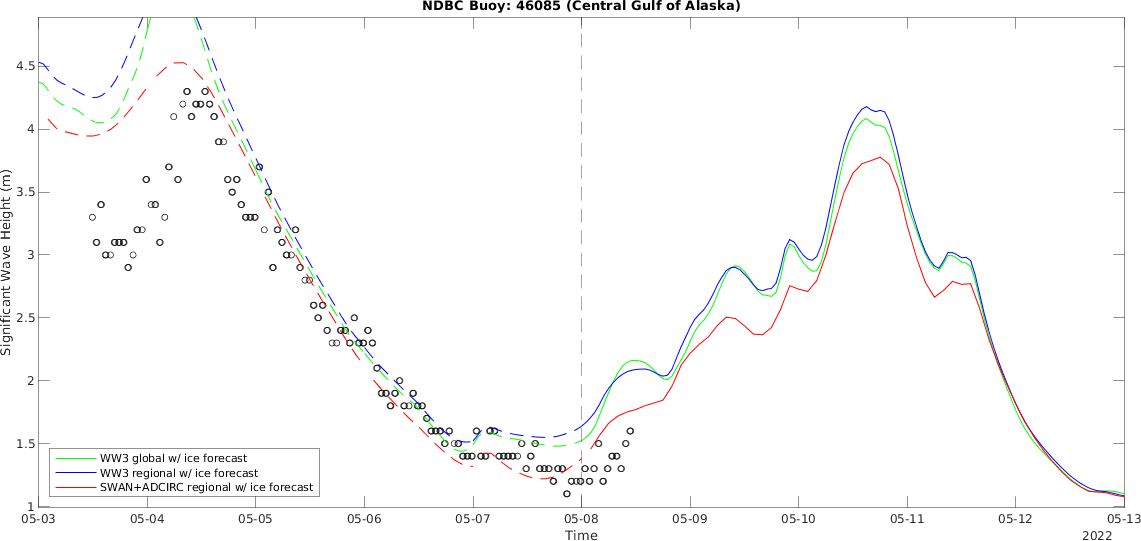 NDBC Buoy: 46085 (Central Gulf of Alaska)
Significant Wave Height (m)
4.5
4
3.5
3
2.5
2
1.5
1
WW3 global w/ ice forecast
WW3 regional w/ ice forecast
SWAN+ADCIRC regional w/ ice forecast
05-03 05-04 05-05 05-06 05-07 05-08 05-09 05-10 05-11 05-12 05-13
Time
2022